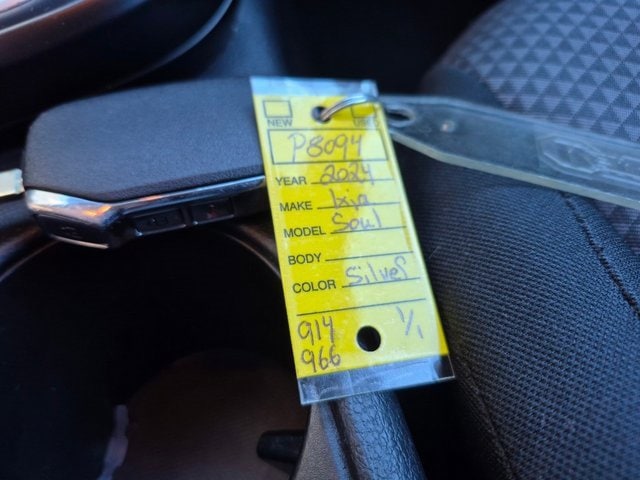 NEW
P8094
YEAR 2024
MAKE Kia
MODEL Soul
BODY
COLOR Silver
914 1/1
966